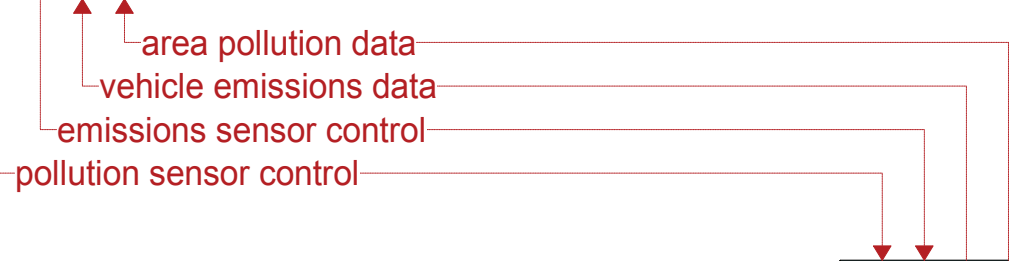 area pollution data
vehicle emissions data
emissions sensor control
pollution sensor control